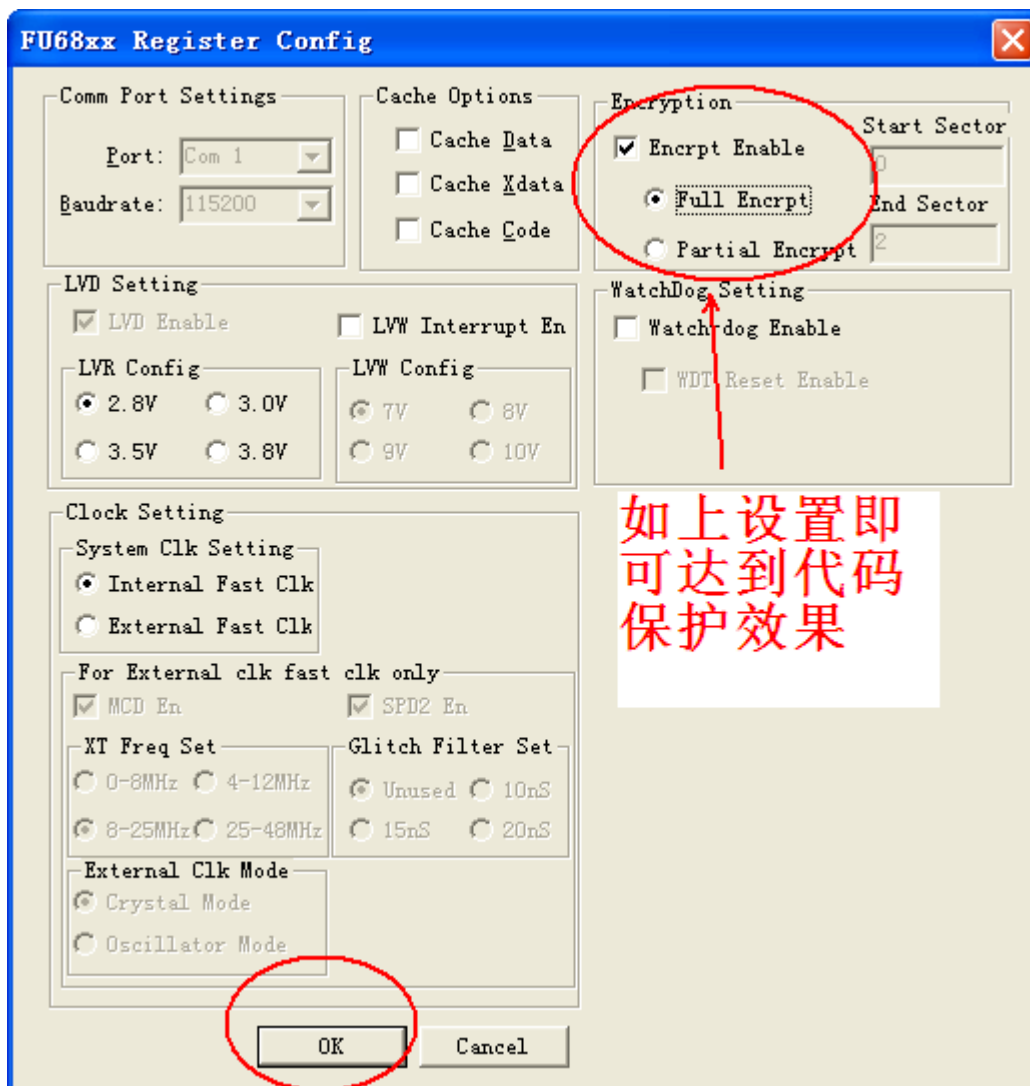 FU68xx Register Config
Comm Port Settings
Port: Com 1
Baudrate: 115200
Cache Options
Cache Data
Cache Xdata
Cache Code
Encryption
Encrpt Enable
Full Encrpt
Partial Encrypt
Start Sector
0
End Sector
2
LVD Setting
LVD Enable
LVW Interrupt En
LVR Config
2.8V 3.0V
3.5V 3.8V
LVW Config
7V 8V
9V 10V
WatchDog Setting
Watch-dog Enable
WDT Reset Enable
如上设置即
可达到代码
保护效果
Clock Setting
System Clk Setting
Internal Fast Clk
External Fast Clk
For External clk fast clk only
MCD En
SPD2 En
XT Freq Set
0-8MHz 4-12MHz
8-25MHz 25-48MHz
Glitch Filter Set
Unused 10nS
15nS 20nS
External Clk Mode
Crystal Mode
Oscillator Mode
OK
Cancel